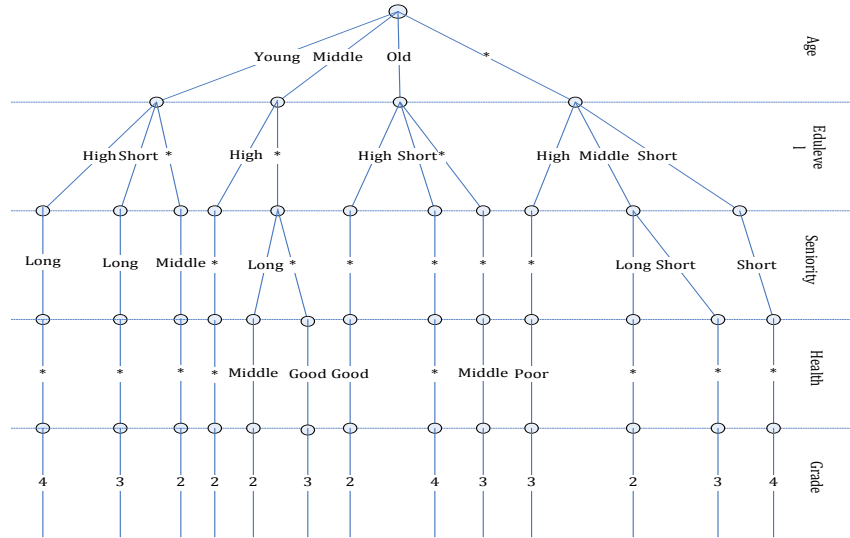 Young Middle Old *
Age
High Short * High * High Short * High Middle Short
Eduleve
l
Long Long Middle * Long * * * * * Long Short Short
Seniority
* * * * Middle Good Good * Middle Poor * * *
Health
4 3 2 2 2 3 2 4 3 3 2 3 4
Grade